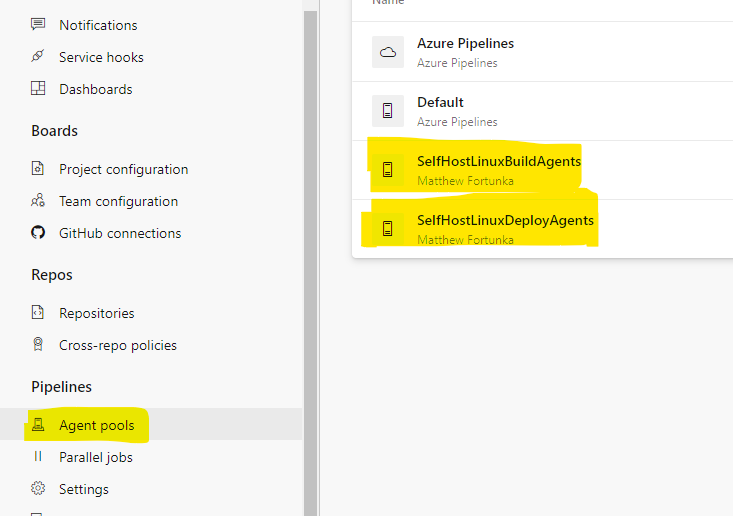 Notifications
Service hooks
Dashboards
Boards
Project configuration
Team configuration
GitHub connections
Repos
Repositories
Cross-repo policies
Pipelines
Agent pools
Parallel jobs
Settings
Name
Azure Pipelines
Azure Pipelines
Default
Azure Pipelines
SelfHostLinuxBuildAgents
Matthew Fortunka
SelfHostLinuxDeployAgents
Matthew Fortunka